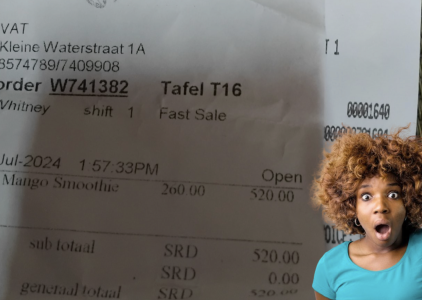 VAT
Kleine Waterstraat 1A
8574789/7409908
order W741382 Tafel T16
Whitney shift 1 Fast Sale
Jul-2024 1:57:33PM Open
Mango Smoothie 260.00 520.00
sub totaal SRD 520.00
SRD 0.00
generaal totaal SRD 520.00
T 1
00001640